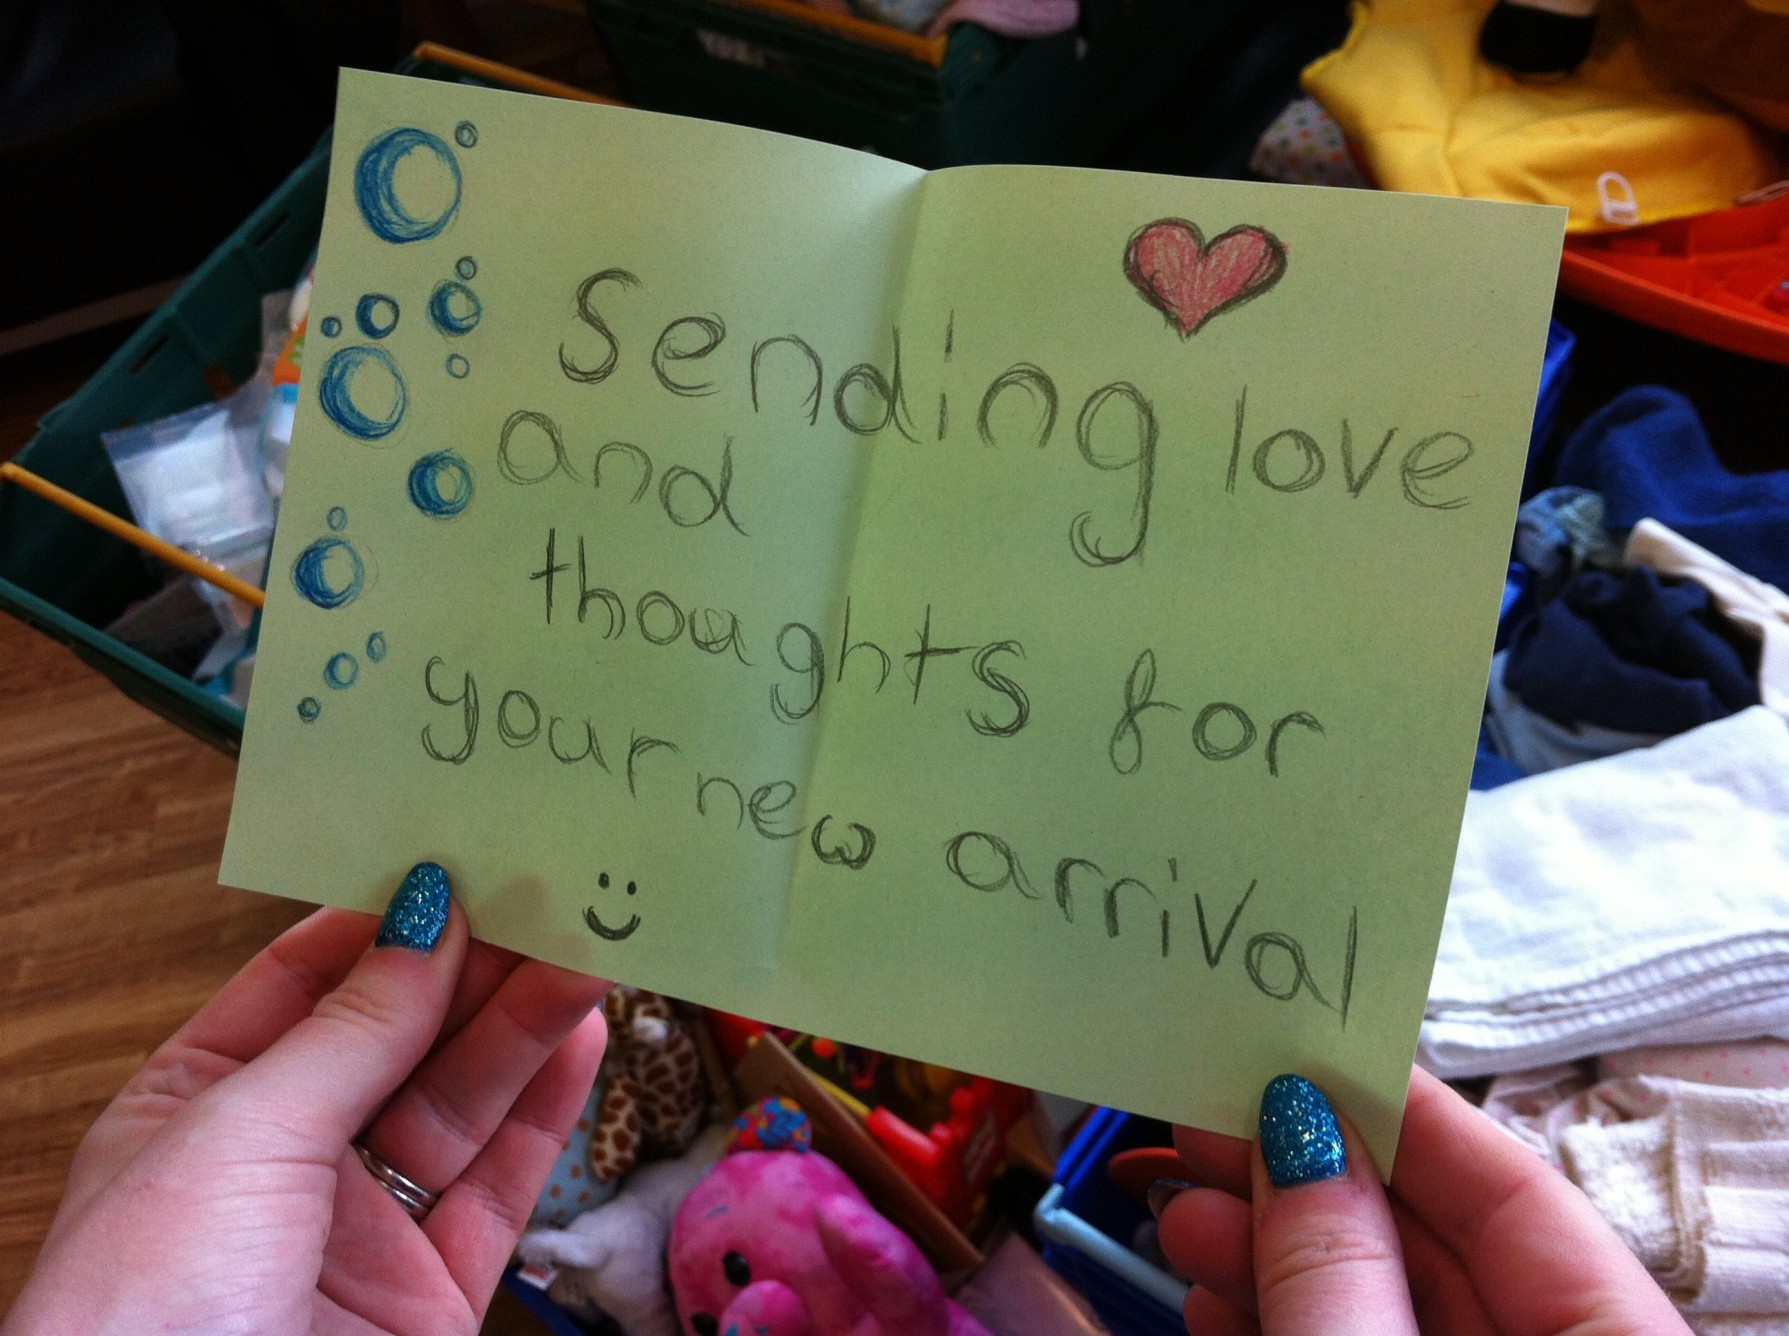 Sending love
and
thoughts for
your new arrival